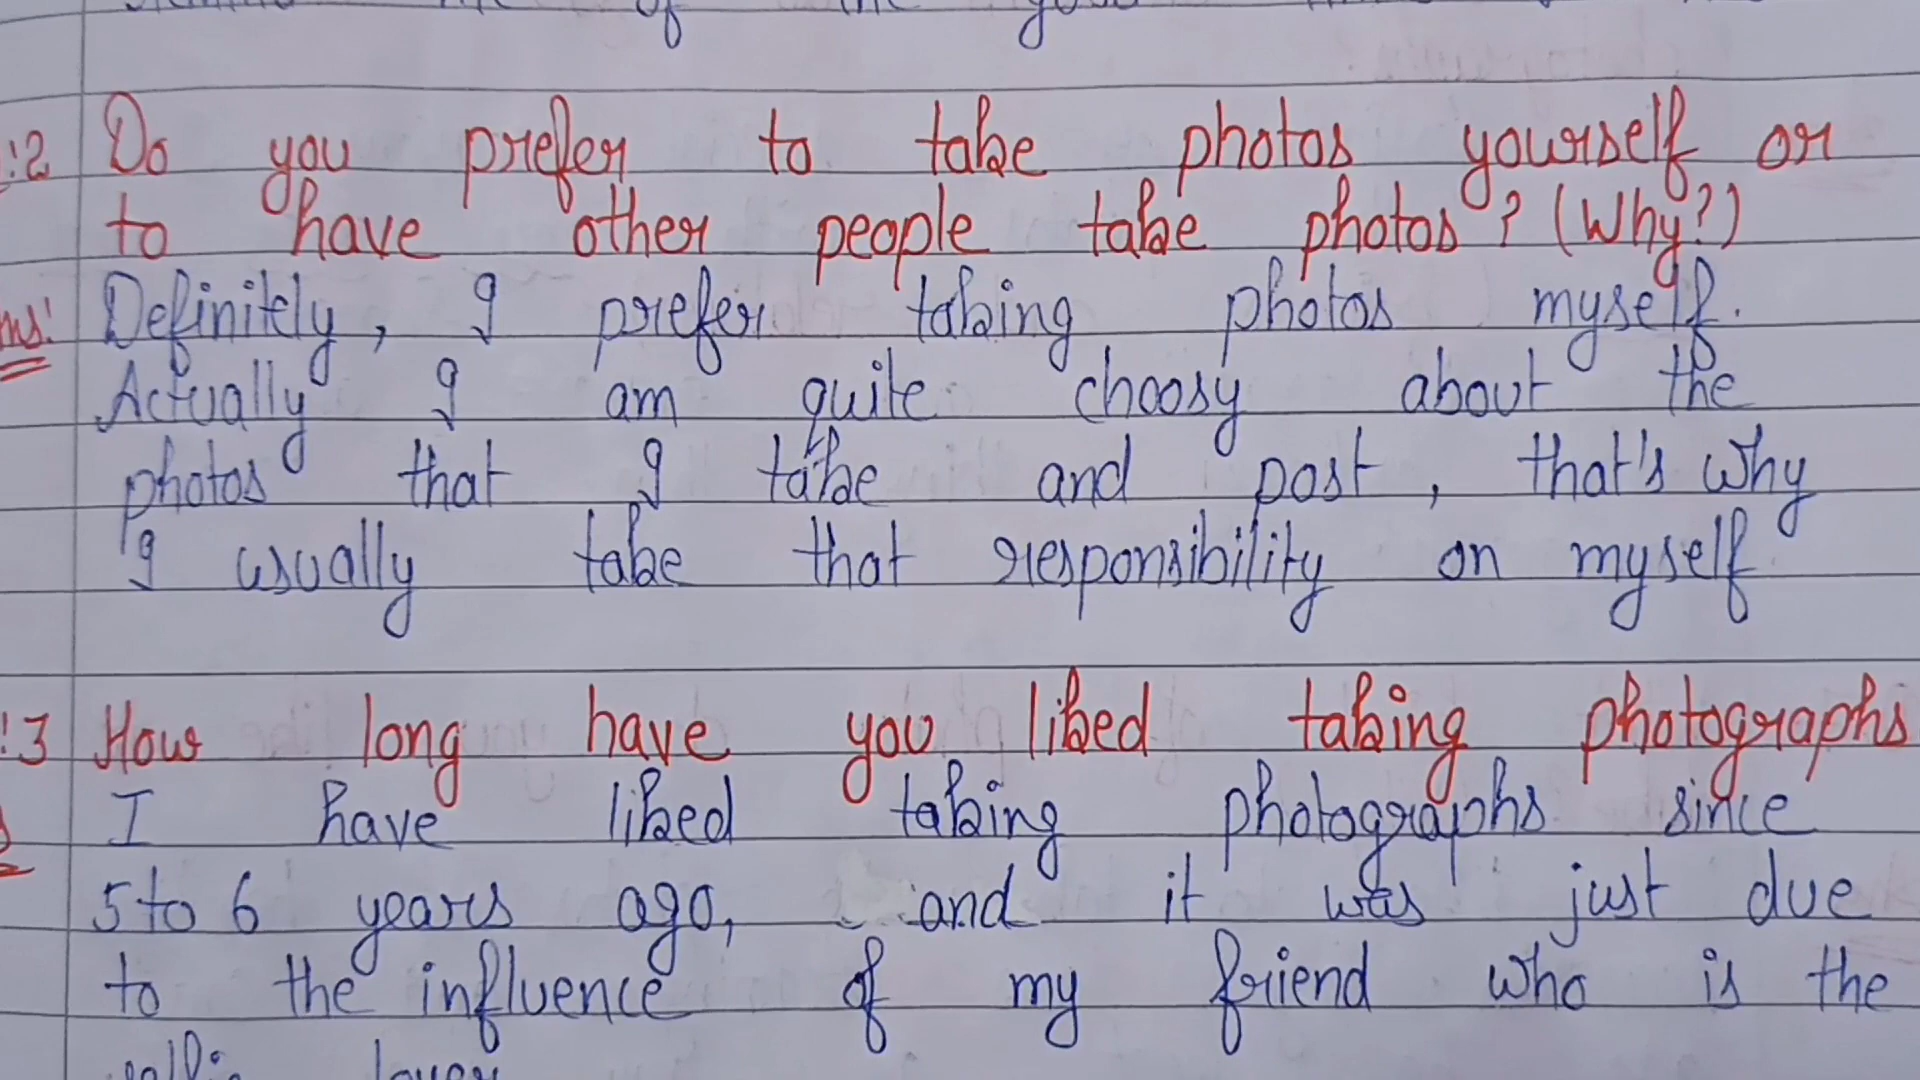 :2 Do you prefer to take photos yourself or
to have other people take photos? (Why?)
Ans: Definitely, I prefer taking photos myself.
Actually I am quite choosy about the
photos that I take and post, that's why
I usually take that responsibility on myself
:3 How long have you liked taking photographs
I have liked taking photographs since
5 to 6 years ago, and it was just due
to the influence of my friend who is the
lover